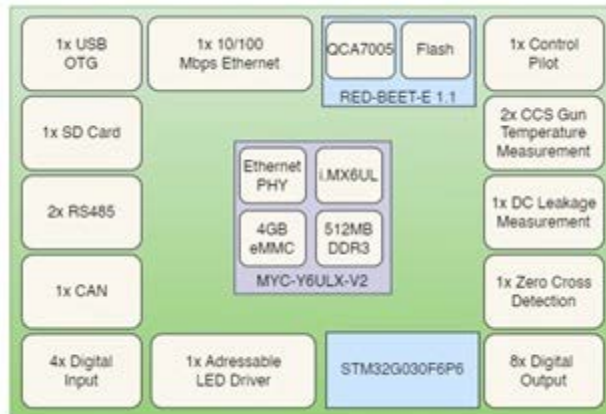 1x USB
OTG
1x 10/100
Mbps Ethernet
QCA7005
Flash
RED-BEET-E 1.1
1x Control
Pilot
1x SD Card
2x CCS Gun
Temperature
Measurement
Ethernet
PHY
i.MX6UL
2x RS485
4GB
eMMC
512MB
DDR3
MYC-Y6ULX-V2
1x DC Leakage
Measurement
1x CAN
1x Zero Cross
Detection
4x Digital
Input
1x Adressable
LED Driver
STM32G030F6P6
8x Digital
Output